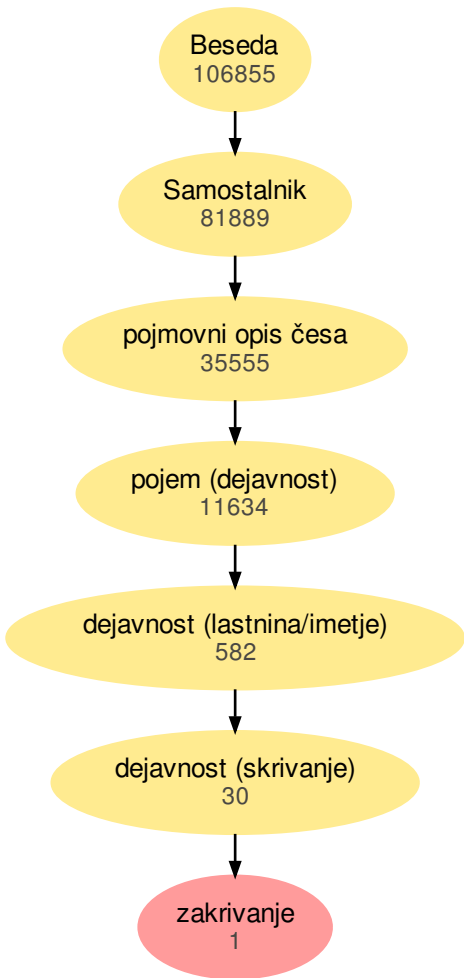 Beseda
106855
Samostalnik
81889
pojmovni opis česa
35555
pojem (dejavnost)
11634
dejavnost (lastnina/imetje)
582
dejavnost (skrivanje)
30
zakrivanje
1